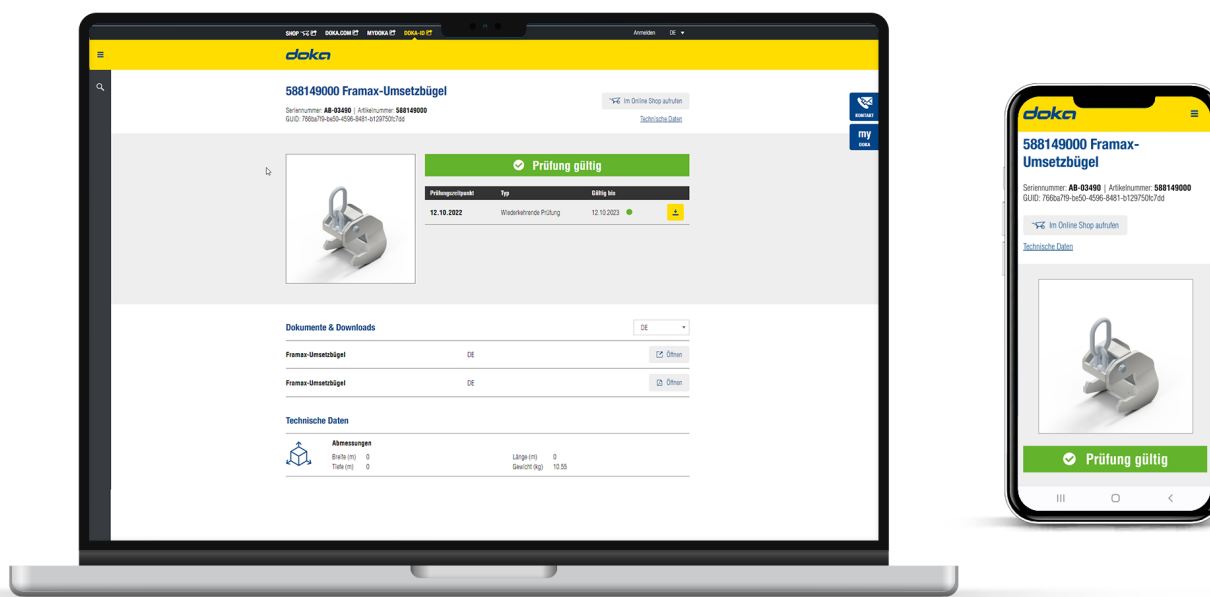 SHOP DOKA.COM MYDOKA DOKA-ID Anmelden DE
doka
588149000 Framax-Umsetzbügel
Seriennummer: AB-03490 | Artikelnummer: 588149000
GUID: 766ba7f9-be50-4596-8481-b129750fc7dd
Im Online Shop aufrufen
Technische Daten
KONTAKT
my
DOKA
Prüfung gültig
Prüfungszeitpunkt Typ Gültig bis
12.10.2022 Wiederkehrende Prüfung 12.10.2023
Dokumente & Downloads DE
Framax-Umsetzbügel DE Öffnen
Framax-Umsetzbügel DE Öffnen
Technische Daten
Abmessungen
Breite (m) 0 Länge (m) 0
Tiefe (m) 0 Gewicht (kg) 10.55
doka
588149000 Framax-
Umsetzbügel
Seriennummer: AB-03490 | Artikelnummer: 588149000
GUID: 766ba7f9-be50-4596-8481-b129750fc7dd
Im Online Shop aufrufen
Technische Daten
Prüfung gültig